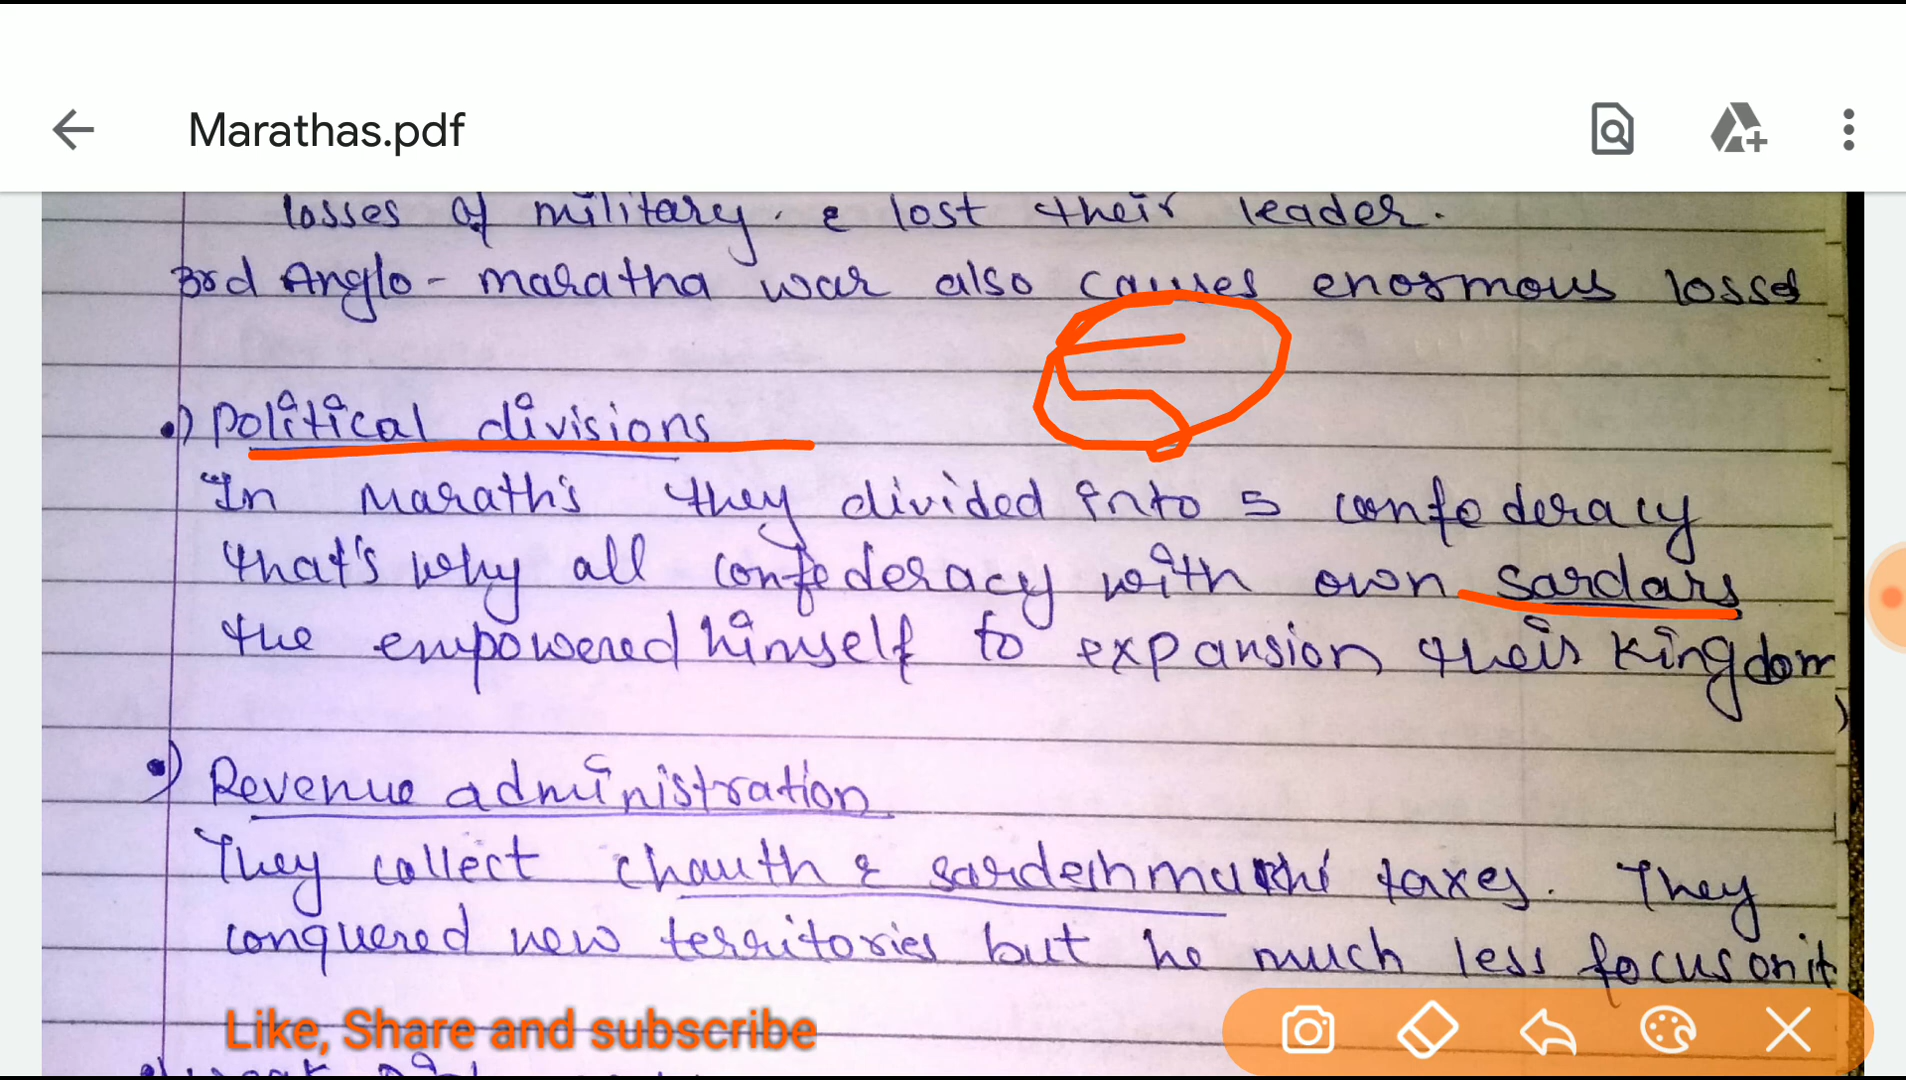 Marathas.pdf
losses of military. & lost their leader.
3rd Anglo - maratha war also causes enormous losses
•) Political divisions
In Marath's they divided into 5 confederacy
that's why all confederacy with own sardars
the empowered himself to expansion their kingdom
•) Revenue administration
They collect chauth & sardeshmukhi taxes. They
conquered new territories but he much less focus on it
Like, Share and subscribe